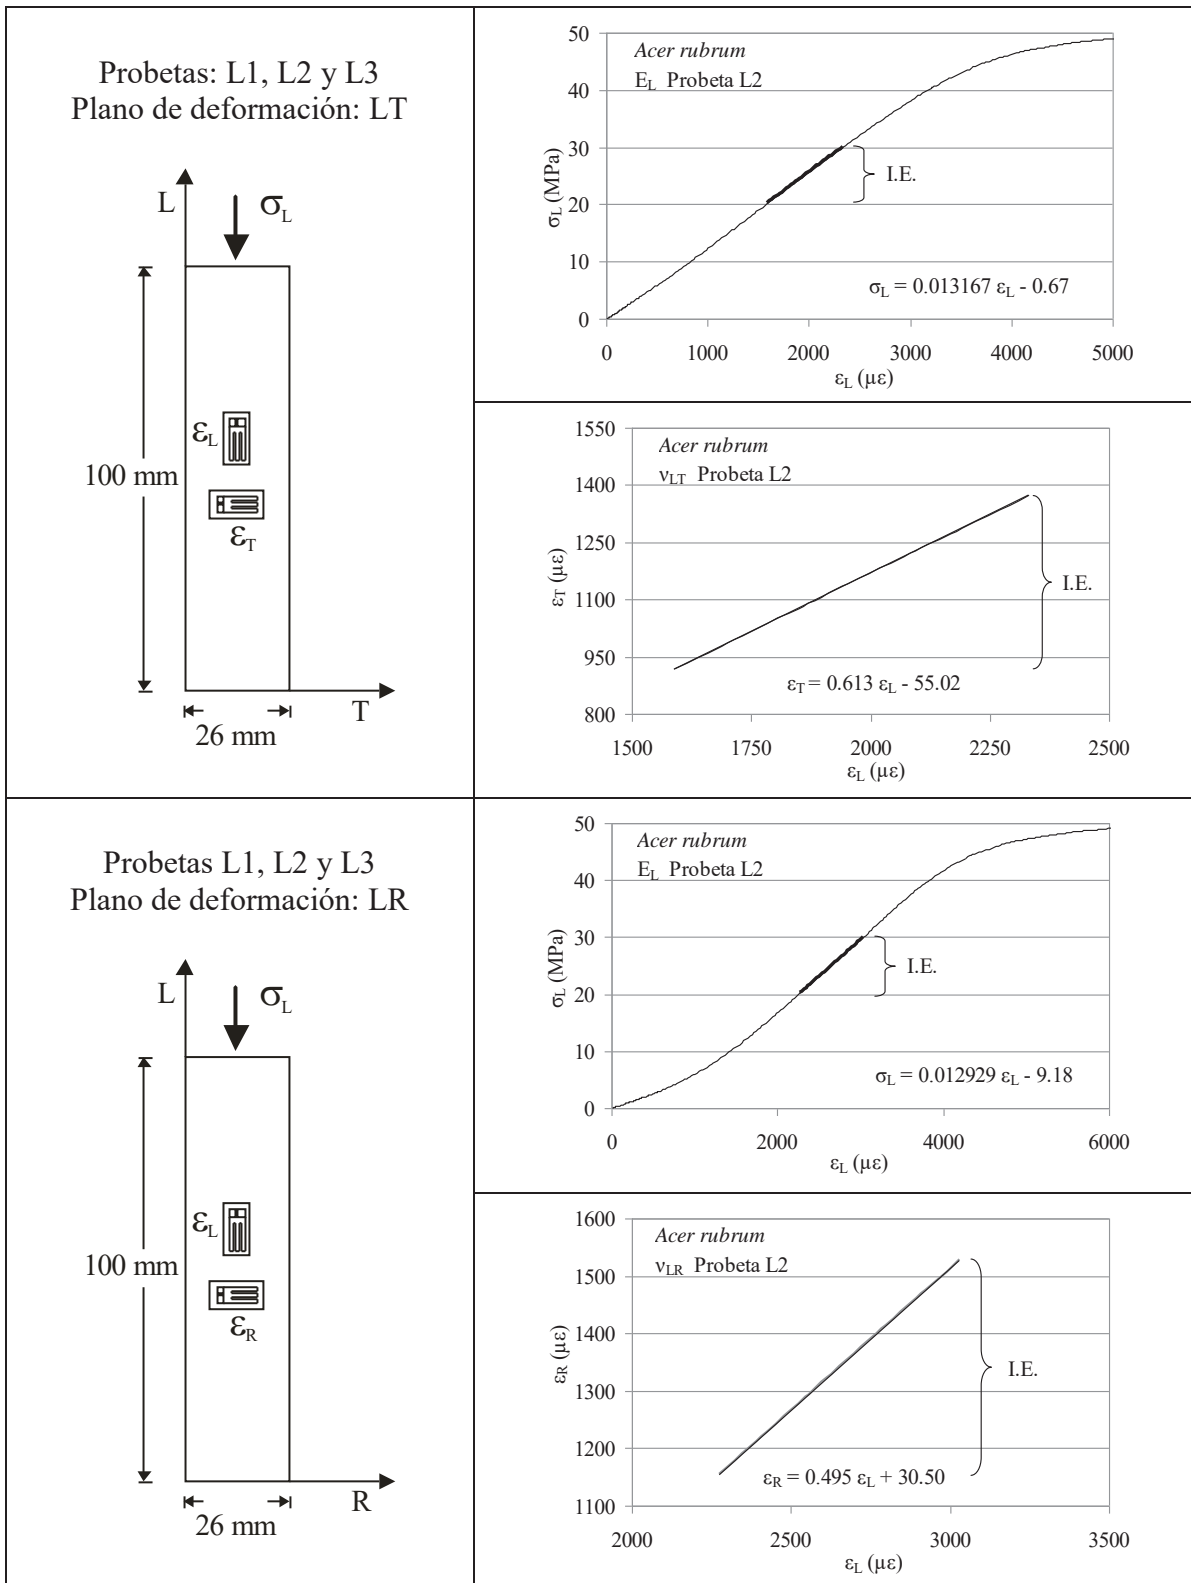 Probetas: L1, L2 y L3
Plano de deformación: LT
L
σL
εL
100 mm
εT
T
26 mm
50
40
30
20
10
0
σL (MPa)
Acer rubrum
EL Probeta L2
I.E.
σL = 0.013167 εL - 0.67
0 1000 2000 3000 4000 5000
εL (με)
1550
1400
1250
1100
950
800
εT (με)
Acer rubrum
νLT Probeta L2
I.E.
εT = 0.613 εL - 55.02
1500 1750 2000 2250 2500
εL (με)
Probetas L1, L2 y L3
Plano de deformación: LR
L
σL
εL
100 mm
εR
R
26 mm
50
40
30
20
10
0
σL (MPa)
Acer rubrum
EL Probeta L2
I.E.
σL = 0.012929 εL - 9.18
0 2000 4000 6000
εL (με)
1600
1500
1400
1300
1200
1100
εR (με)
Acer rubrum
νLR Probeta L2
I.E.
εR = 0.495 εL + 30.50
2000 2500 3000 3500
εL (με)